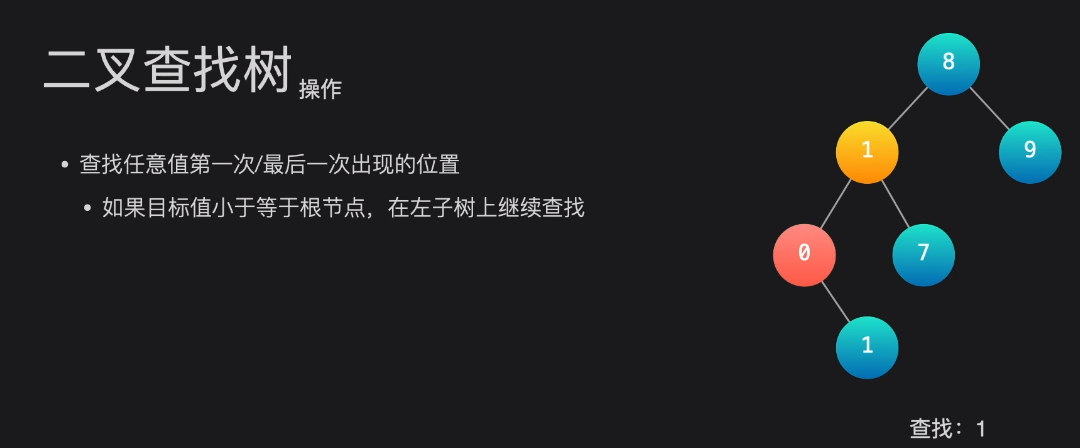 二叉查找树 操作
• 查找任意值第一次/最后一次出现的位置
• 如果目标值小于等于根节点，在左子树上继续查找
8
1
9
0
7
1
查找：1